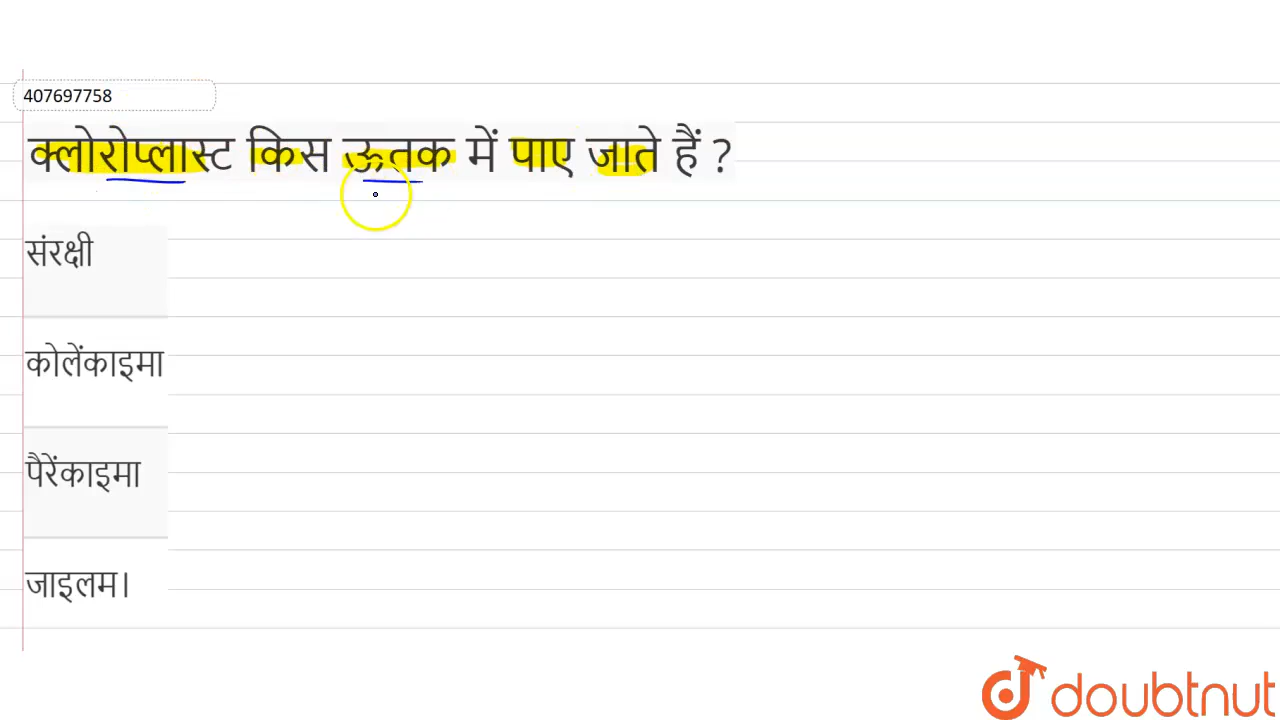 407697758
क्लोरोप्लास्ट किस ऊतक में पाए जाते हैं ?
संरक्षी
कोलेंकाइमा
पैरेंकाइमा
जाइलम।
doubtnut